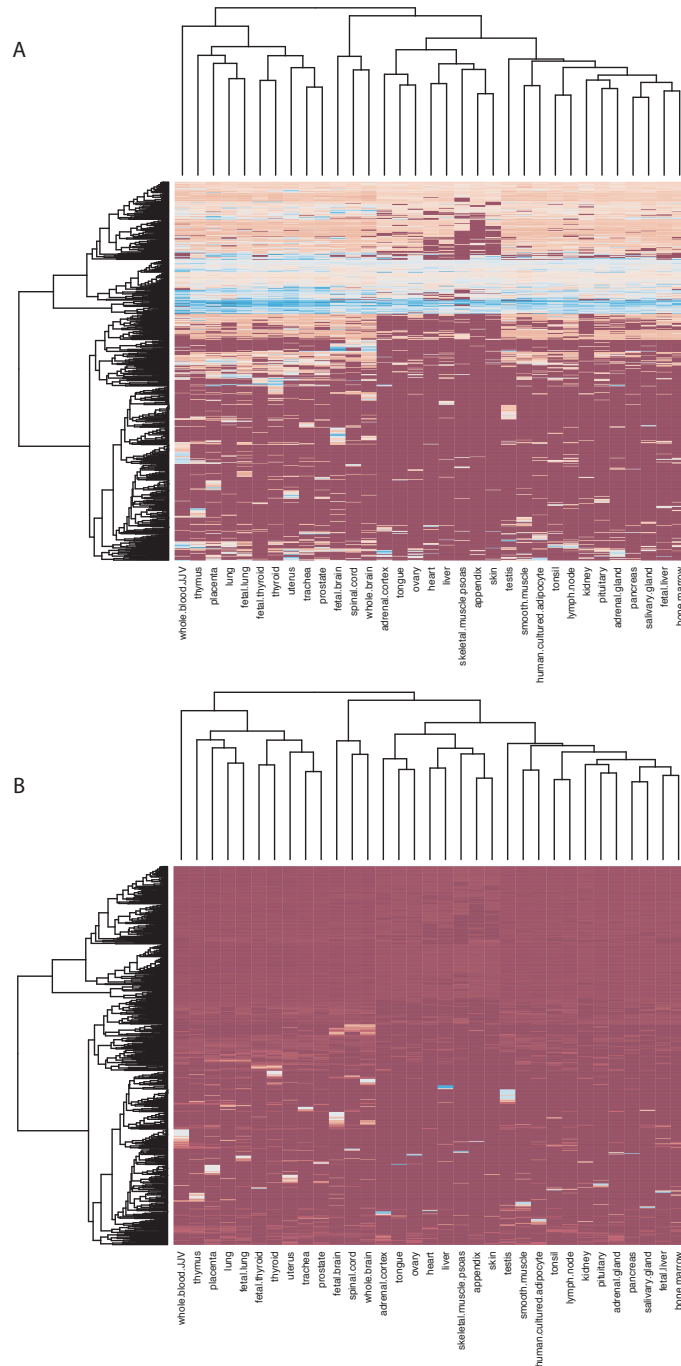 A
whole.blood.JJV
thymus
placenta
lung
fetal.lung
fetal.thyroid
thyroid
uterus
trachea
prostate
fetal.brain
spinal.cord
whole.brain
adrenal.cortex
tongue
ovary
heart
liver
skeletal.muscle.psoas
appendix
skin
testis
smooth.muscle
human.cultured.adipocyte
tonsil
lymph.node
kidney
pituitary
adrenal.gland
pancreas
salivary.gland
fetal.liver
bone.marrow
B
whole.blood.JJV
thymus
placenta
lung
fetal.lung
fetal.thyroid
thyroid
uterus
trachea
prostate
fetal.brain
spinal.cord
whole.brain
adrenal.cortex
tongue
ovary
heart
liver
skeletal.muscle.psoas
appendix
skin
testis
smooth.muscle
human.cultured.adipocyte
tonsil
lymph.node
kidney
pituitary
adrenal.gland
pancreas
salivary.gland
fetal.liver
bone.marrow